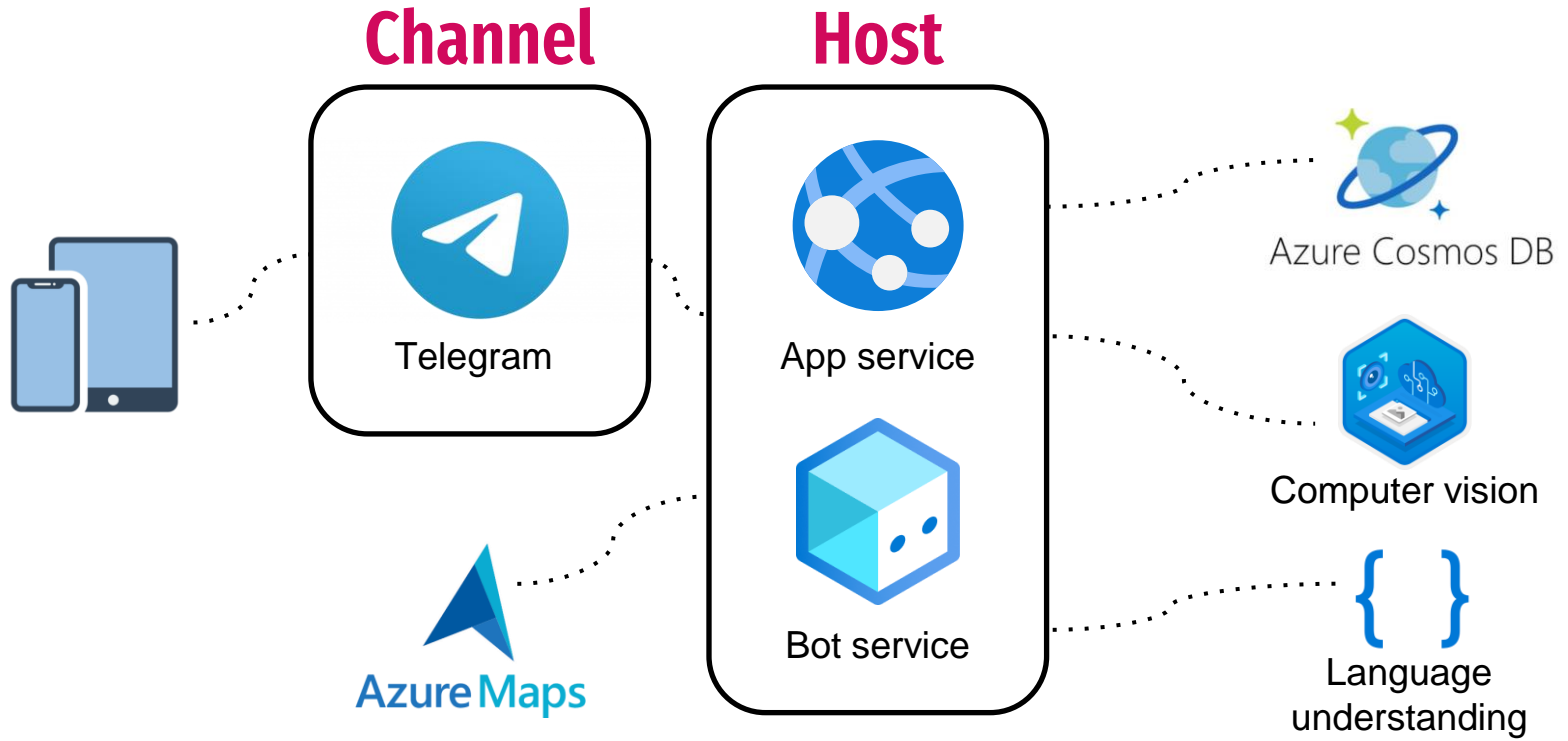 Channel
Host
Telegram
App service
Azure Cosmos DB
Computer vision
Bot service
Azure Maps
Language
understanding